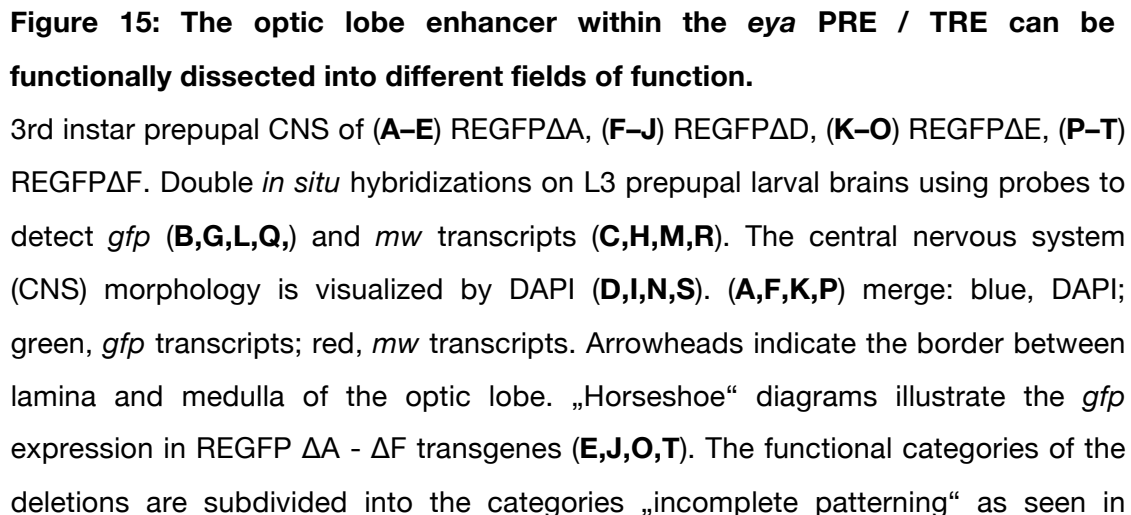 Figure 15: The optic lobe enhancer within the eya PRE / TRE can be
functionally dissected into different fields of function.
3rd instar prepupal CNS of (A–E) REGFPΔA, (F–J) REGFPΔD, (K–O) REGFPΔE, (P–T)
REGFPΔF. Double in situ hybridizations on L3 prepupal larval brains using probes to
detect gfp (B,G,L,Q,) and mw transcripts (C,H,M,R). The central nervous system
(CNS) morphology is visualized by DAPI (D,I,N,S). (A,F,K,P) merge: blue, DAPI;
green, gfp transcripts; red, mw transcripts. Arrowheads indicate the border between
lamina and medulla of the optic lobe. „Horseshoe“ diagrams illustrate the gfp
expression in REGFP ΔA - ΔF transgenes (E,J,O,T). The functional categories of the
deletions are subdivided into the categories „incomplete patterning“ as seen in